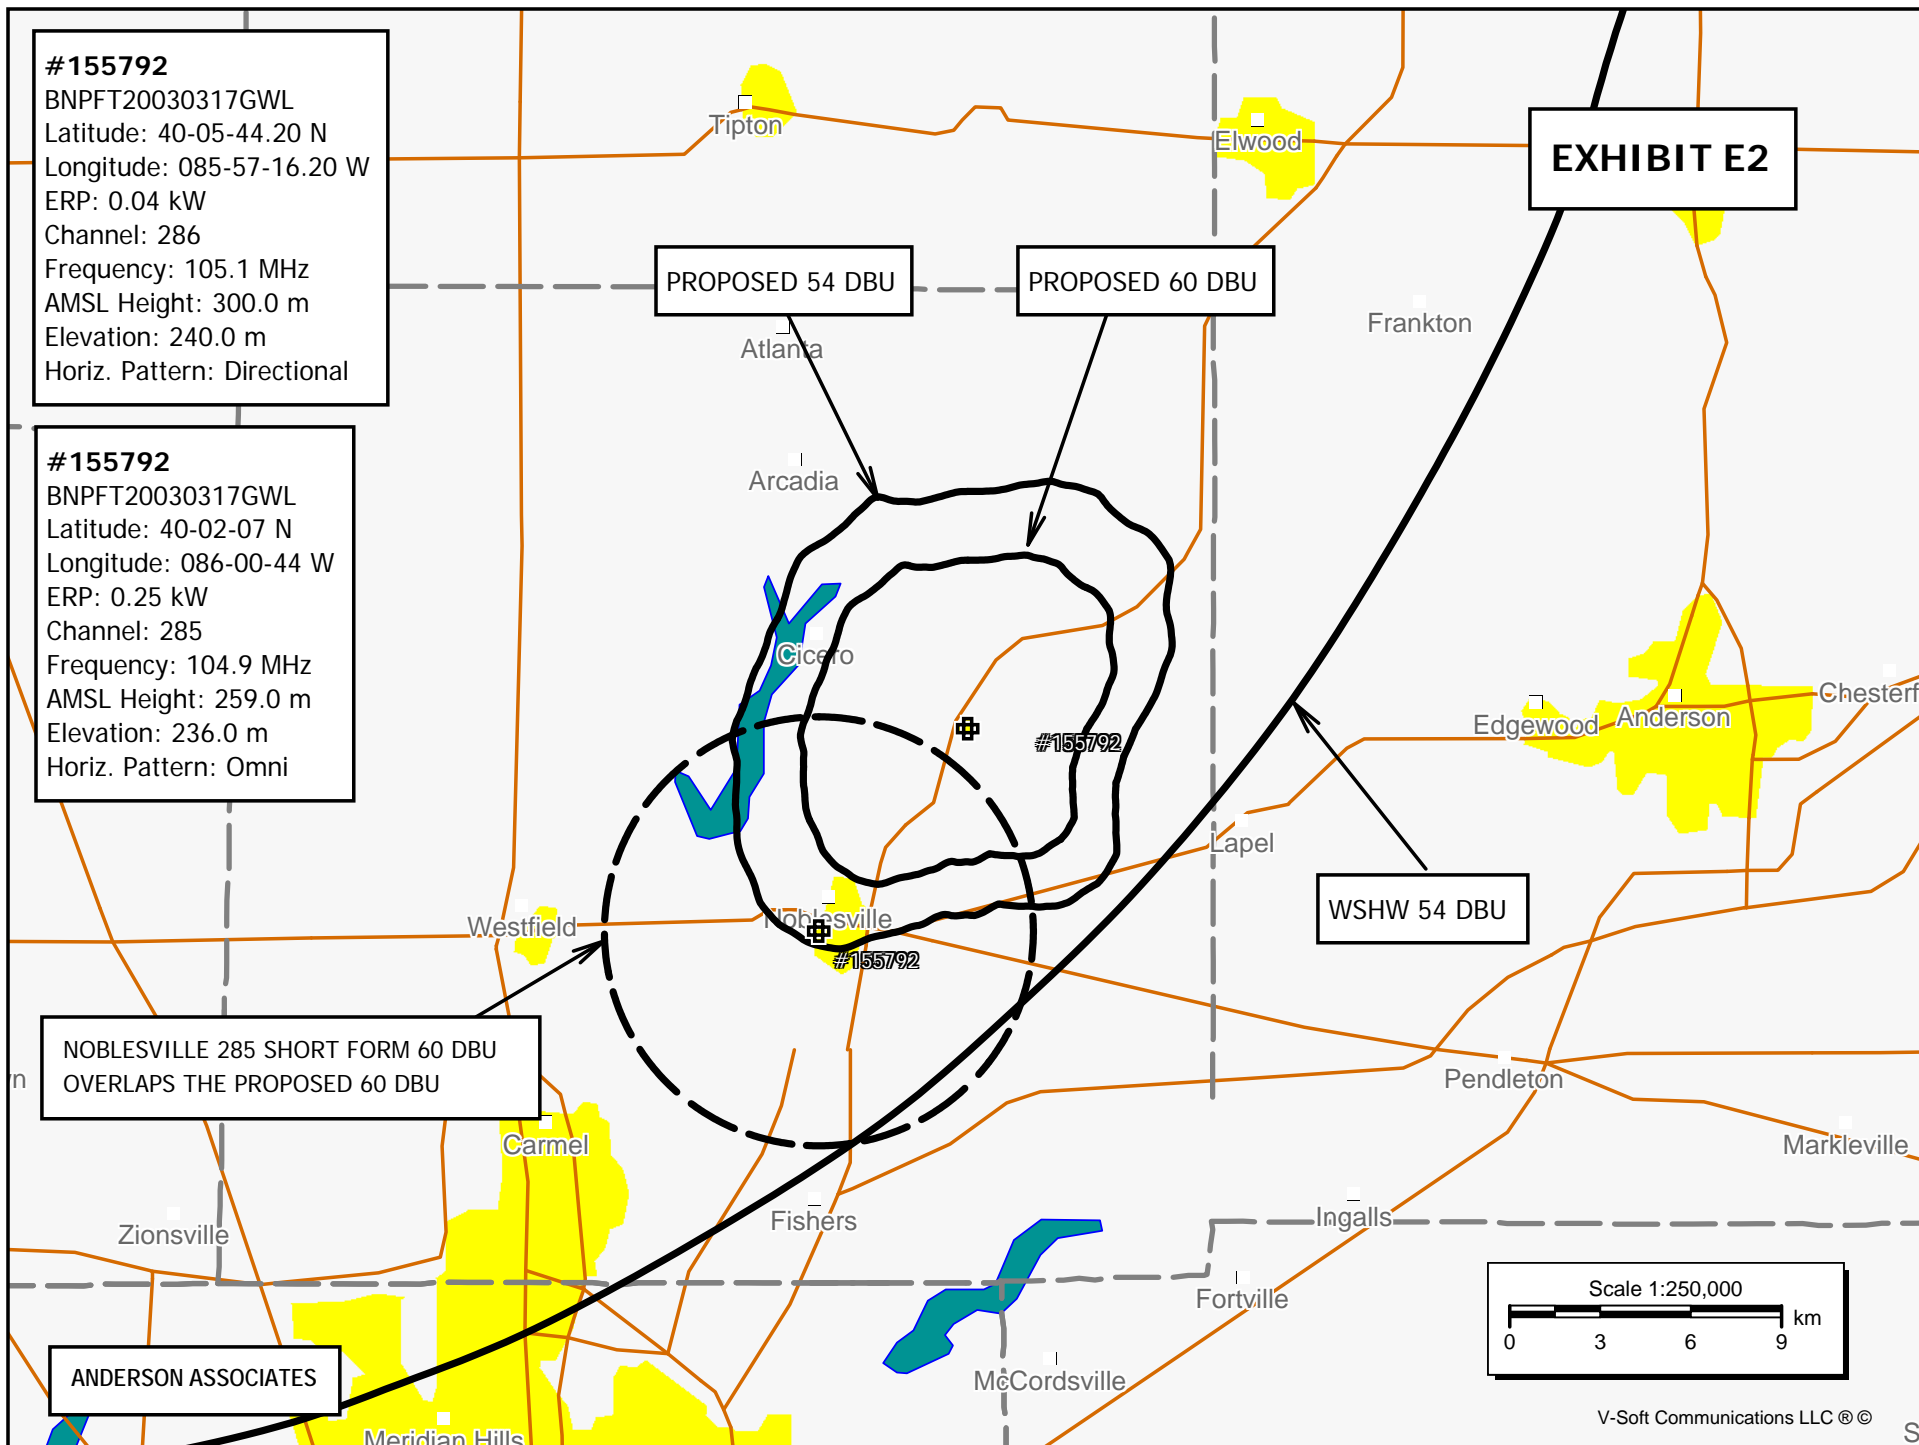 #155792
BNPFT20030317GWL
Latitude: 40-05-44.20 N
Longitude: 085-57-16.20 W
ERP: 0.04 kW
Channel: 286
Frequency: 105.1 MHz
AMSL Height: 300.0 m
Elevation: 240.0 m
Horiz. Pattern: Directional
#155792
BNPFT20030317GWL
Latitude: 40-02-07 N
Longitude: 086-00-44 W
ERP: 0.25 kW
Channel: 285
Frequency: 104.9 MHz
AMSL Height: 259.0 m
Elevation: 236.0 m
Horiz. Pattern: Omni
Tipton
Elwood
EXHIBIT E2
PROPOSED 54 DBU
PROPOSED 60 DBU
Frankton
Atlanta
Arcadia
Cicero
#155792
Edgewood
Anderson
Chesterf
Lapel
WSHW 54 DBU
Westfield
Noblesville
#155792
NOBLESVILLE 285 SHORT FORM 60 DBU
OVERLAPS THE PROPOSED 60 DBU
n
Pendleton
Carmel
Markleville
Zionsville
Fishers
Ingalls
Fortville
Scale 1:250,000
km
0 3 6 9
ANDERSON ASSOCIATES
McCordsville
V-Soft Communications LLC ® ©
Meridian Hills
S